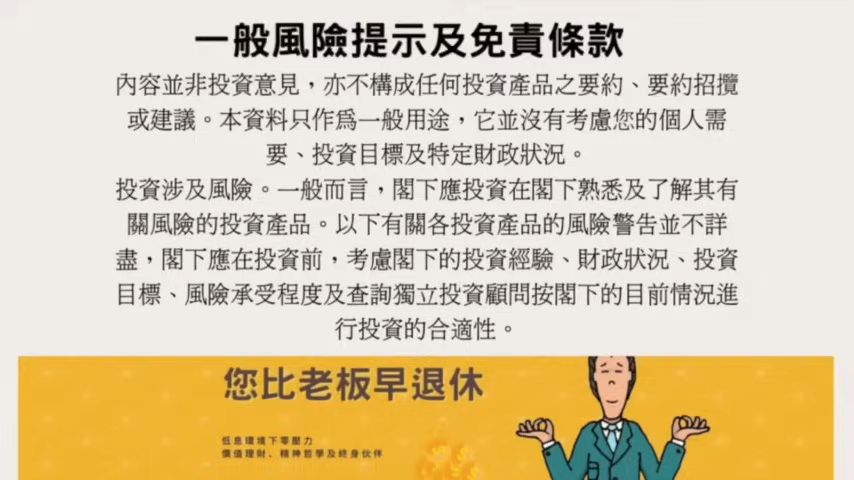 一般風險提示及免責條款
內容並非投資意見，亦不構成任何投資產品之要約、要約招攬
或建議。本資料只作爲一般用途，它並沒有考慮您的個人需
要、投資目標及特定財政狀況。
投資涉及風險。一般而言，閣下應投資在閣下熟悉及了解其有
關風險的投資產品。以下有關各投資產品的風險警告並不詳
盡，閣下應在投資前，考慮閣下的投資經驗、財政狀況、投資
目標、風險承受程度及查詢獨立投資顧問按閣下的目前情況進
行投資的合適性。
您比老板早退休
低息環境下零壓力
價值理財、精神哲學及終身伙伴